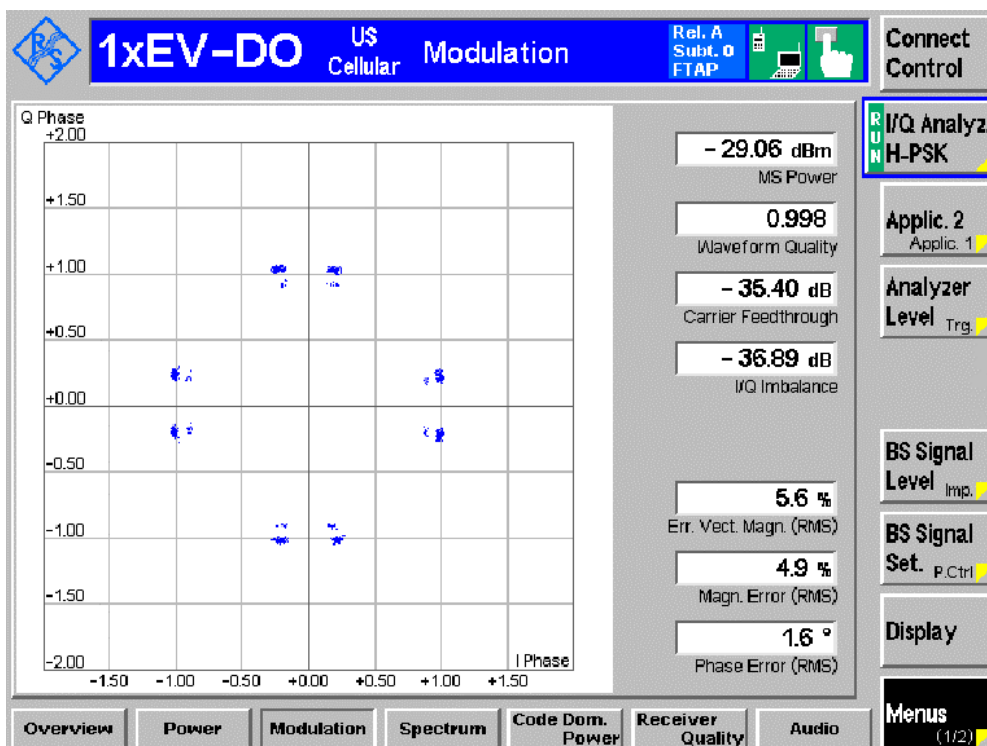 R&S
1xEV-DO
US
Cellular
Modulation
Rel. A
Subt. 0
FTAP
Connect
Control
Q Phase
+2.00
+1.50
+1.00
+0.50
+0.00
-0.50
-1.00
-1.50
-2.00
I Phase
-1.50 -1.00 -0.50 +0.00 +0.50 +1.00 +1.50
- 29.06 dBm
MS Power
0.998
Waveform Quality
- 35.40 dB
Carrier Feedthrough
- 36.89 dB
I/Q Imbalance
5.6 %
Err. Vect. Magn. (RMS)
4.9 %
Magn. Error (RMS)
1.6 °
Phase Error (RMS)
RUN
I/Q Analyz.
H-PSK
Applic. 2
Applic. 1
Analyzer
Level Trg.
BS Signal
Level Imp.
BS Signal
Set. P.Ctrl
Display
Menus
(1/2)
Overview
Power
Modulation
Spectrum
Code Dom.
Power
Receiver
Quality
Audio